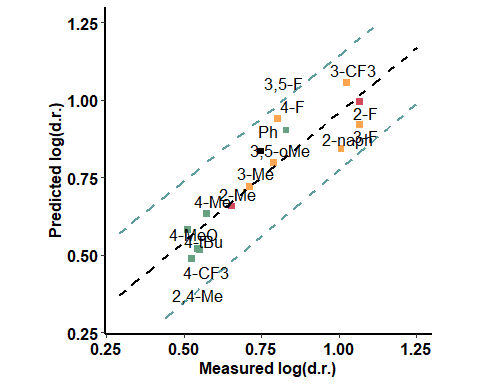 1.25
3-CF3
3,5-F
1.00
4-F
2-F
Ph
3-F
2-naph
3,5-oMe
0.75
3-Me
2-Me
4-Me
4-MeO
4-tBu
0.50
4-CF3
2,4-Me
0.25
0.25 0.50 0.75 1.00 1.25
Measured log(d.r.)
Predicted log(d.r.)